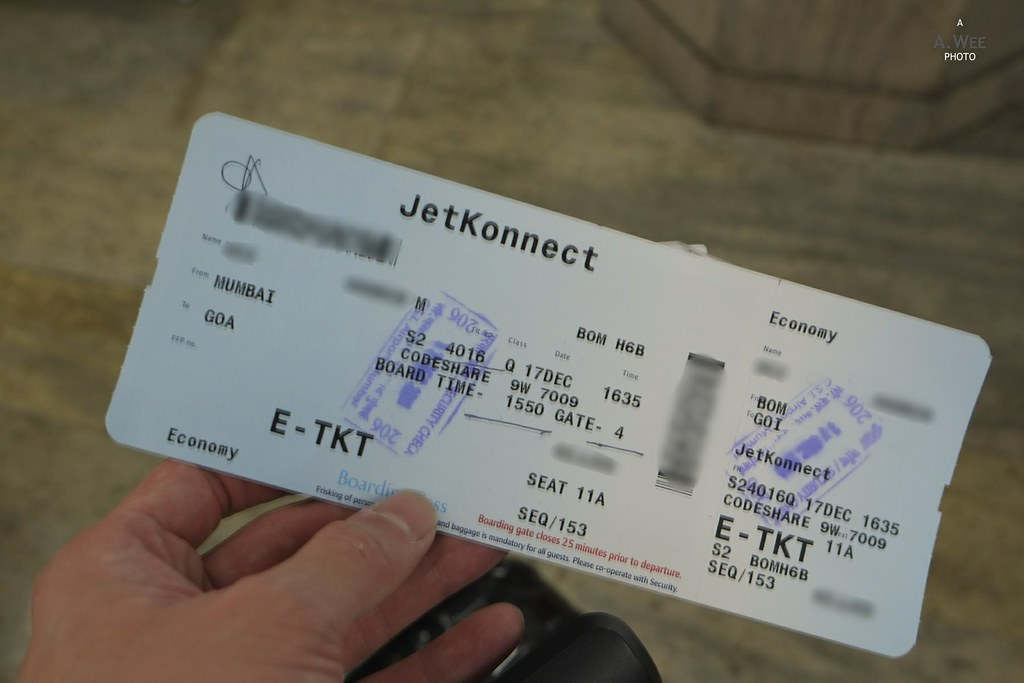 A
A.WEE
PHOTO
JetKonnect
Name
From
MUMBAI
To
GOA
FFP no.
M
BOM H6B
Class
Date
Time
S2 4016 Q 17DEC 1635
CODESHARE 9W 7009
BOARD TIME- 1550 GATE- 4
E-TKT
Economy
SEAT 11A
SEQ/153
206
SECURITY CHECK
206
Boarding
Frisking of
and baggage is mandatory for all guests. Please co-operate with Security.
Boarding gate closes 25 minutes prior to departure.
Economy
Name
BOM
GOI
206
JetKonnect
S24016Q 17DEC 1635
CODESHARE 9W 7009
E-TKT 11A
S2 BOMH6B
SEQ/153